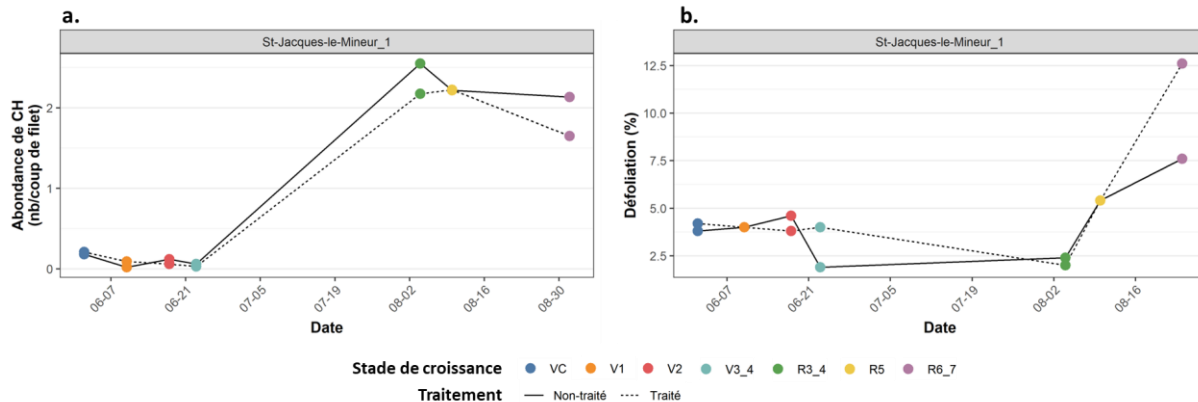 a.
St-Jacques-le-Mineur_1
Abondance de CH
(nb/coup de filet)
2
1
0
06-07
06-21
07-05
07-19
08-02
08-16
08-30
Date
b.
St-Jacques-le-Mineur_1
Défoliation (%)
12.5
10.0
7.5
5.0
2.5
06-07
06-21
07-05
07-19
08-02
08-16
Date
Stade de croissance VC V1 V2 V3_4 R3_4 R5 R6_7
Traitement Non-traité Traité